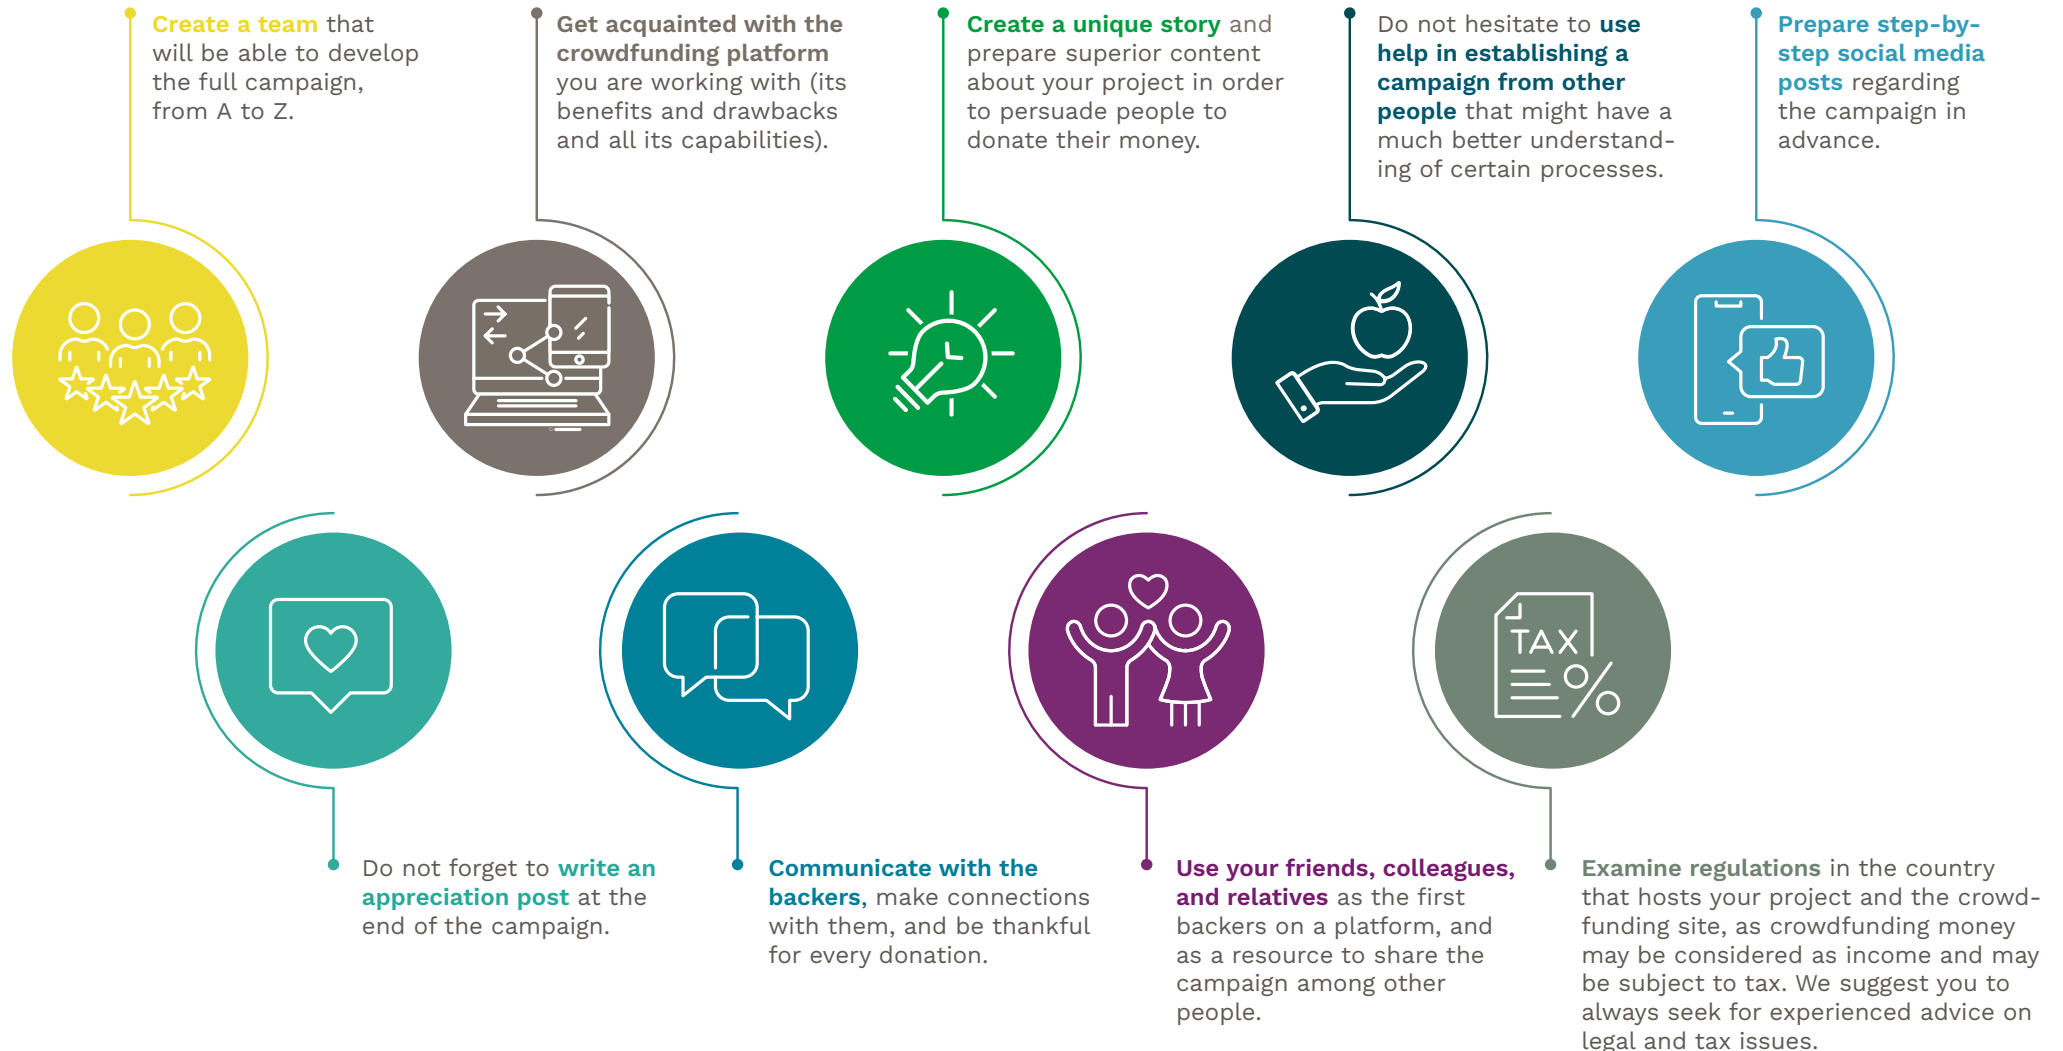 Create a team that
will be able to develop
the full campaign,
from A to Z.
Get acquainted with the
crowdfunding platform
you are working with (its
benefits and drawbacks
and all its capabilities).
Create a unique story and
prepare superior content
about your project in order
to persuade people to
donate their money.
Do not hesitate to use
help in establishing a
campaign from other
people that might have a
much better understand-
ing of certain processes.
Prepare step-by-
step social media
posts regarding
the campaign in
advance.
TAX
%
Do not forget to write an
appreciation post at the
end of the campaign.
Communicate with the
backers, make connections
with them, and be thankful
for every donation.
Use your friends, colleagues,
and relatives as the first
backers on a platform, and
as a resource to share the
campaign among other
people.
Examine regulations in the country
that hosts your project and the crowd-
funding site, as crowdfunding money
may be considered as income and may
be subject to tax. We suggest you to
always seek for experienced advice on
legal and tax issues.